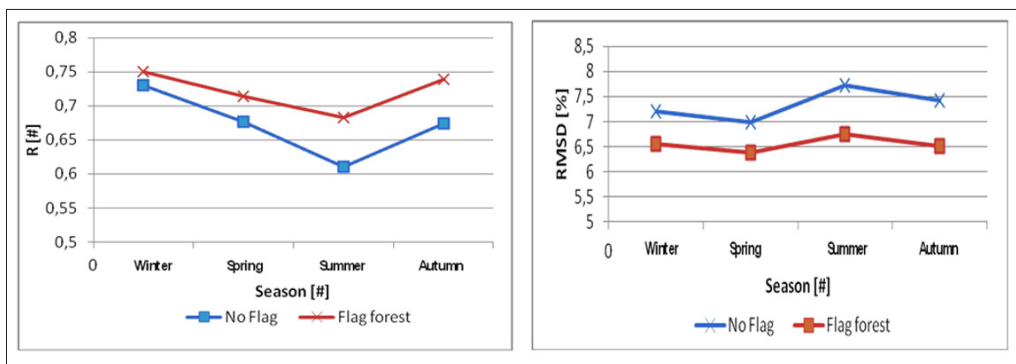 0,8
0,75
0,7
0,65
0,6
0,55
0,5
R [#]
0
Winter
Spring
Summer
Autumn
Season [#]
No Flag
Flag forest
8,5
8
7,5
7
6,5
6
5,5
5
RMSD [%]
0
Winter
Spring
Summer
Autumn
Season [#]
No Flag
Flag forest